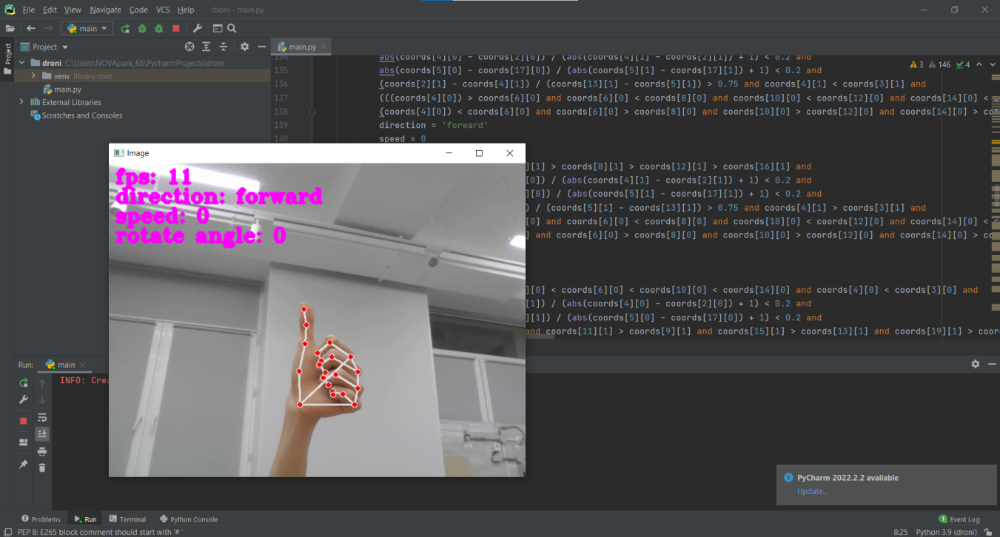 File Edit View Navigate Code VCS Help droni - main.py
main
Project
Project
main.py
droni C:\Users\NOVApark_65\PycharmProjects\droni
venv library root
main.py
External Libraries
Scratches and Consoles
3 146 4
134 abs(coords[4][0] - coords[2][0]) / (abs(coords[4][1] - coords[2][1]) + 1) < 0.2 and
135 abs(coords[5][0] - coords[17][0]) / (abs(coords[5][1] - coords[17][1]) + 1) < 0.2 and
136 (coords[2][1] - coords[4][1]) / (coords[13][1] - coords[5][1]) > 0.75 and coords[4][1] < coords[3][1] and
137 (((coords[4][0]) > coords[6][0] and coords[6][0] < coords[8][0] and coords[10][0] < coords[12][0] and coords[14][0] <
138 (coords[4][0]) < coords[6][0] and coords[6][0] > coords[8][0] and coords[10][0] > coords[12][0] and coords[14][0] >
139 direction = 'forward'
140 speed = 0
][1] > coords[8][1] > coords[12][1] > coords[16][1] and
[0]) / (abs(coords[4][1] - coords[2][1]) + 1) < 0.2 and
][0]) / (abs(coords[5][1] - coords[17][1]) + 1) < 0.2 and
) / (coords[5][1] - coords[13][1]) > 0.75 and coords[4][1] > coords[3][1] and
[0] and coords[6][0] < coords[8][0] and coords[10][0] < coords[12][0] and coords[14][0] <
] and coords[6][0] > coords[8][0] and coords[10][0] > coords[12][0] and coords[14][0] >
][0] < coords[6][0] < coords[10][0] < coords[14][0] and coords[4][0] < coords[3][0] and
[1]) / (abs(coords[4][0] - coords[2][0]) + 1) < 0.2 and
][1]) / (abs(coords[5][0] - coords[17][0]) + 1) < 0.2 and
and coords[11][1] > coords[9][1] and coords[15][1] > coords[13][1] and coords[19][1] >
Image
fps: 11
direction: forward
speed: 0
rotate angle: 0
Run: main
INFO: Crea
PyCharm 2022.2.2 available
Update...
Problems Run Terminal Python Console
1 Event Log
PEP 8: E265 block comment should start with '# '
8:25 Python 3.9 (droni)